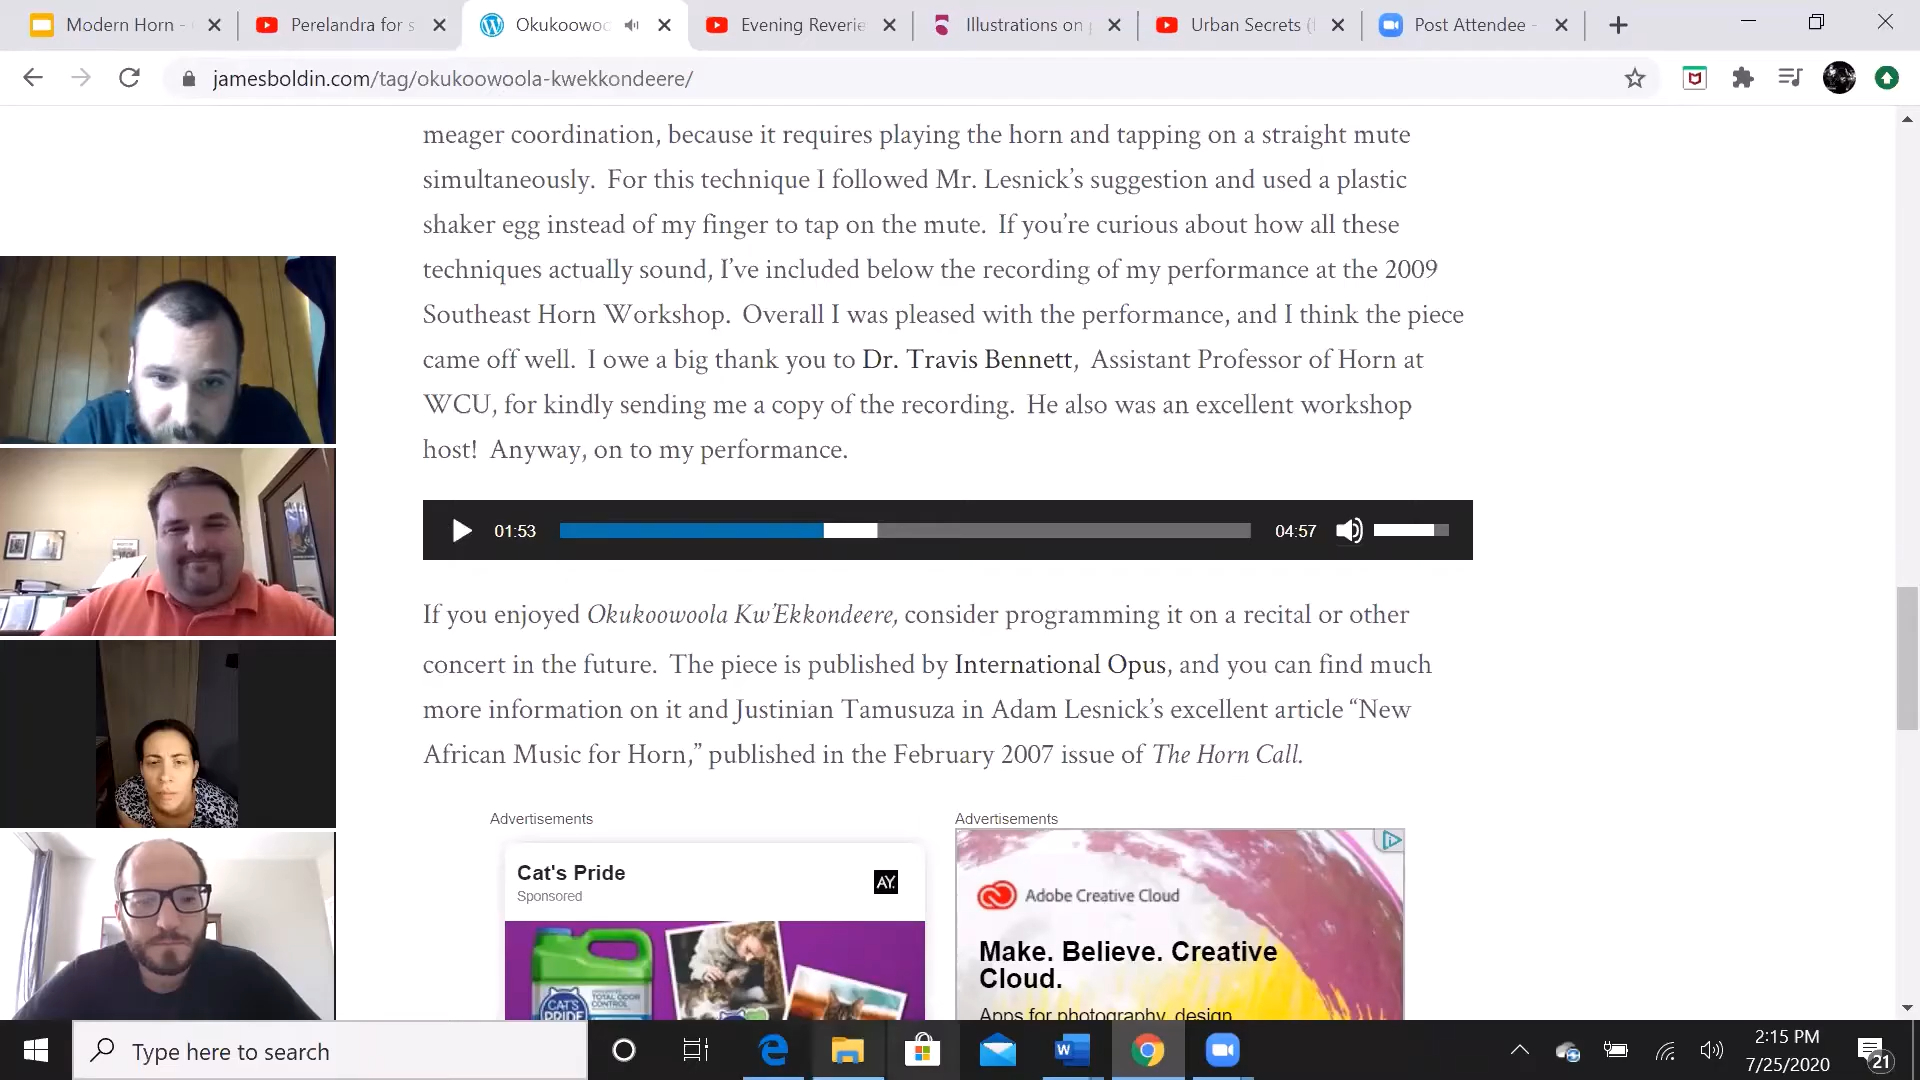 Modern Horn -
Perelandra for s
Okukoowoo
Evening Reverie
Illustrations on p
Urban Secrets (f
Post Attendee -
jamesboldin.com/tag/okukoowoola-kwekkondeere/
meager coordination, because it requires playing the horn and tapping on a straight mute
simultaneously. For this technique I followed Mr. Lesnick’s suggestion and used a plastic
shaker egg instead of my finger to tap on the mute. If you’re curious about how all these
techniques actually sound, I’ve included below the recording of my performance at the 2009
Southeast Horn Workshop. Overall I was pleased with the performance, and I think the piece
came off well. I owe a big thank you to Dr. Travis Bennett, Assistant Professor of Horn at
WCU, for kindly sending me a copy of the recording. He also was an excellent workshop
host! Anyway, on to my performance.
01:53
04:57
If you enjoyed Okukoowoola Kw’Ekkondeere, consider programming it on a recital or other
concert in the future. The piece is published by International Opus, and you can find much
more information on it and Justinian Tamusuza in Adam Lesnick’s excellent article “New
African Music for Horn,” published in the February 2007 issue of The Horn Call.
Advertisements
Cat's Pride
Sponsored
AY.
CAT'S
PRIDE
TOTAL ODOR
CONTROL
Advertisements
Adobe Creative Cloud
Make. Believe. Creative
Cloud.
Apps for photography, design,
Type here to search
2:15 PM
7/25/2020
21